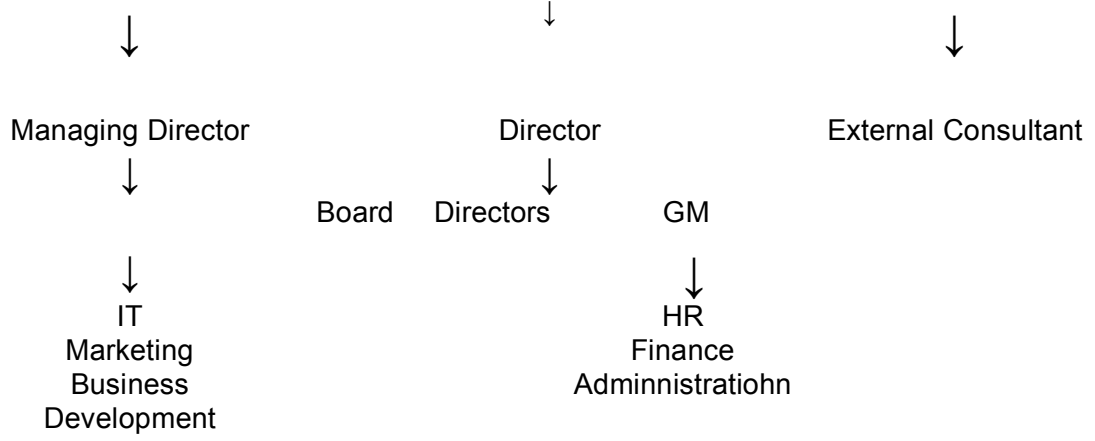 ↓ ↓ ↓
Managing Director Director External Consultant
↓ ↓
Board Directors GM
↓ ↓
IT HR
Marketing Finance
Business Adminnistratiohn
Development